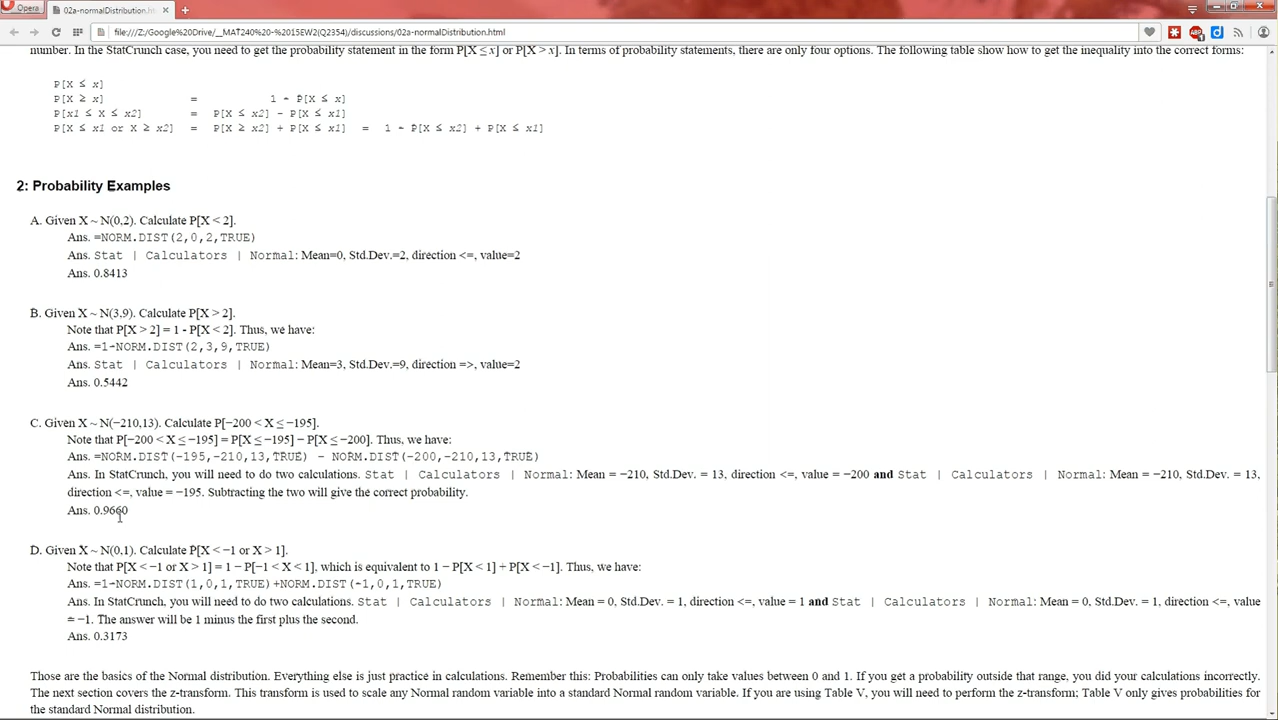 Opera
02a-normalDistribution.ht
file:///Z:/Google%20Drive/__MAT240%20-%2015EW2(Q2354)/discussions/02a-normalDistribution.html
number. In the StatCrunch case, you need to get the probability statement in the form P[X ≤ x] or P[X > x]. In terms of probability statements, there are only four options. The following table show how to get the inequality into the correct forms:
P[X ≤ x]
P[X ≥ x] = 1 - P[X ≤ x]
P[x1 ≤ X ≤ x2] = P[X ≤ x2] - P[X ≤ x1]
P[X ≤ x1 or X ≥ x2] = P[X ≥ x2] + P[X ≤ x1] = 1 - P[X ≤ x2] + P[X ≤ x1]
2: Probability Examples
A. Given X ~ N(0,2). Calculate P[X < 2].
Ans. =NORM.DIST(2,0,2,TRUE)
Ans. Stat | Calculators | Normal: Mean=0, Std.Dev.=2, direction <=, value=2
Ans. 0.8413
B. Given X ~ N(3,9). Calculate P[X > 2].
Note that P[X > 2] = 1 - P[X < 2]. Thus, we have:
Ans. =1-NORM.DIST(2,3,9,TRUE)
Ans. Stat | Calculators | Normal: Mean=3, Std.Dev.=9, direction =>, value=2
Ans. 0.5442
C. Given X ~ N(−210,13). Calculate P[−200 < X ≤ −195].
Note that P[−200 < X ≤ −195] = P[X ≤ −195] − P[X ≤ −200]. Thus, we have:
Ans. =NORM.DIST(-195,-210,13,TRUE) - NORM.DIST(-200,-210,13,TRUE)
Ans. In StatCrunch, you will need to do two calculations. Stat | Calculators | Normal: Mean = −210, Std.Dev. = 13, direction <=, value = −200 and Stat | Calculators | Normal: Mean = −210, Std.Dev. = 13,
direction <=, value = −195. Subtracting the two will give the correct probability.
Ans. 0.9660
D. Given X ~ N(0,1). Calculate P[X < −1 or X > 1].
Note that P[X < −1 or X > 1] = 1 − P[−1 < X < 1], which is equivalent to 1 − P[X < 1] + P[X < −1]. Thus, we have:
Ans. =1-NORM.DIST(1,0,1,TRUE)+NORM.DIST(-1,0,1,TRUE)
Ans. In StatCrunch, you will need to do two calculations. Stat | Calculators | Normal: Mean = 0, Std.Dev. = 1, direction <=, value = 1 and Stat | Calculators | Normal: Mean = 0, Std.Dev. = 1, direction <=, value
= −1. The answer will be 1 minus the first plus the second.
Ans. 0.3173
Those are the basics of the Normal distribution. Everything else is just practice in calculations. Remember this: Probabilities can only take values between 0 and 1. If you get a probability outside that range, you did your calculations incorrectly.
The next section covers the z-transform. This transform is used to scale any Normal random variable into a standard Normal random variable. If you are using Table V, you will need to perform the z-transform; Table V only gives probabilities for
the standard Normal distribution.